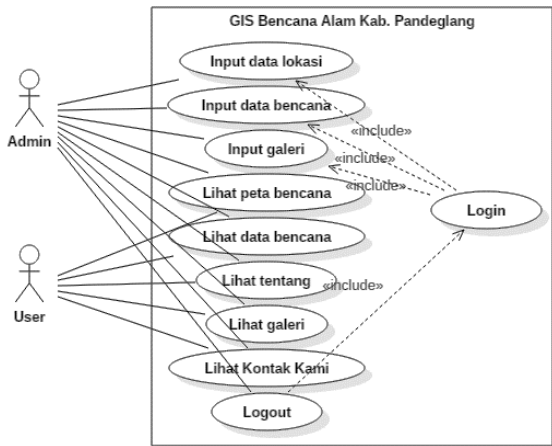 GIS Bencana Alam Kab. Pandeglang
Input data lokasi
Input data bencana
«include»
Admin
Input galeri
«include»
«include»
Lihat peta bencana
Login
Lihat data bencana
Lihat tentang
«include»
User
Lihat galeri
Lihat Kontak Kami
Logout